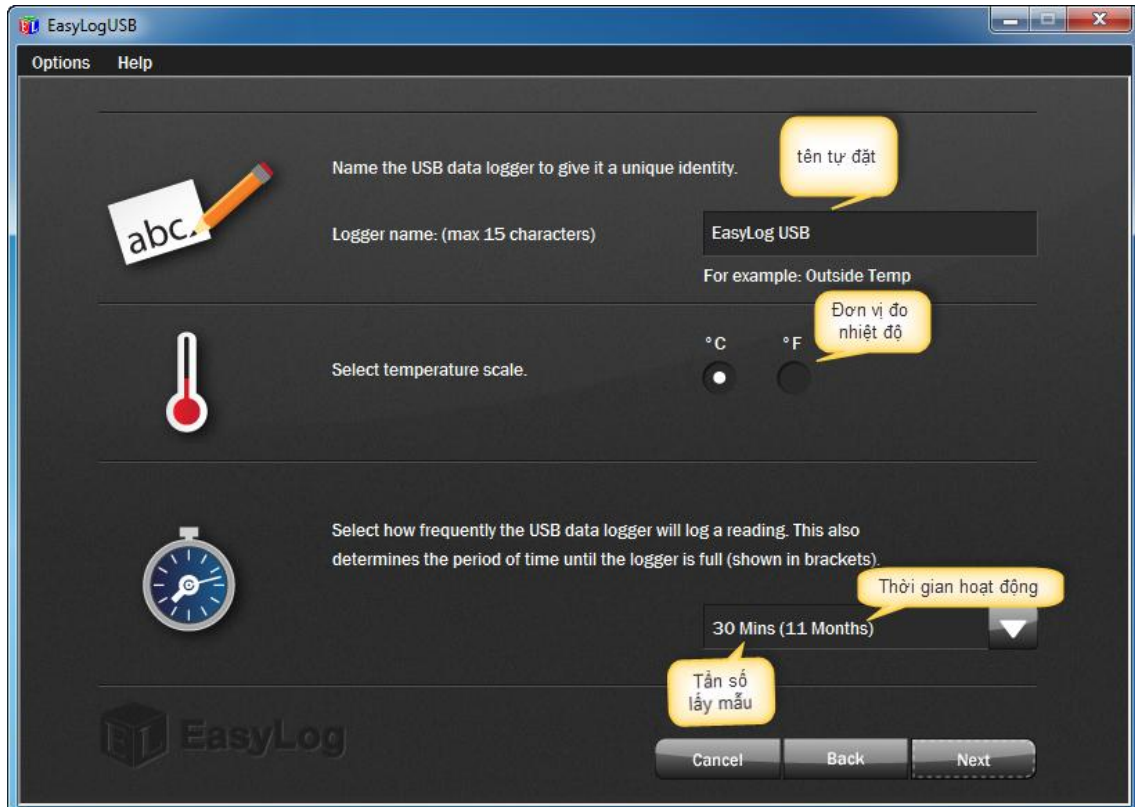 EasyLogUSB
Options Help
tên tự đặt
Name the USB data logger to give it a unique identity.
abc.
Logger name: (max 15 characters)
EasyLog USB
For example: Outside Temp
Đơn vị đo
nhiệt độ
°C °F
Select temperature scale.
Select how frequently the USB data logger will log a reading. This also
determines the period of time until the logger is full (shown in brackets).
Thời gian hoạt động
30 Mins (11 Months)
Tần số
lấy mẫu
EL EasyLog
Cancel Back Next